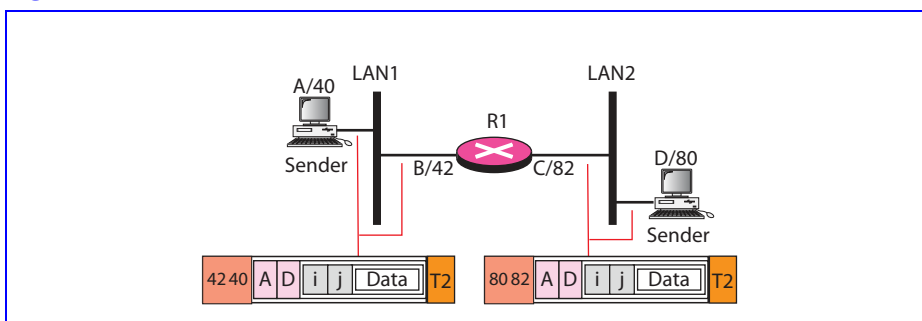 LAN1
LAN2
A/40
R1
Sender
B/42
C/82
D/80
Sender
42 40 A D i j Data T2
80 82 A D i j Data T2